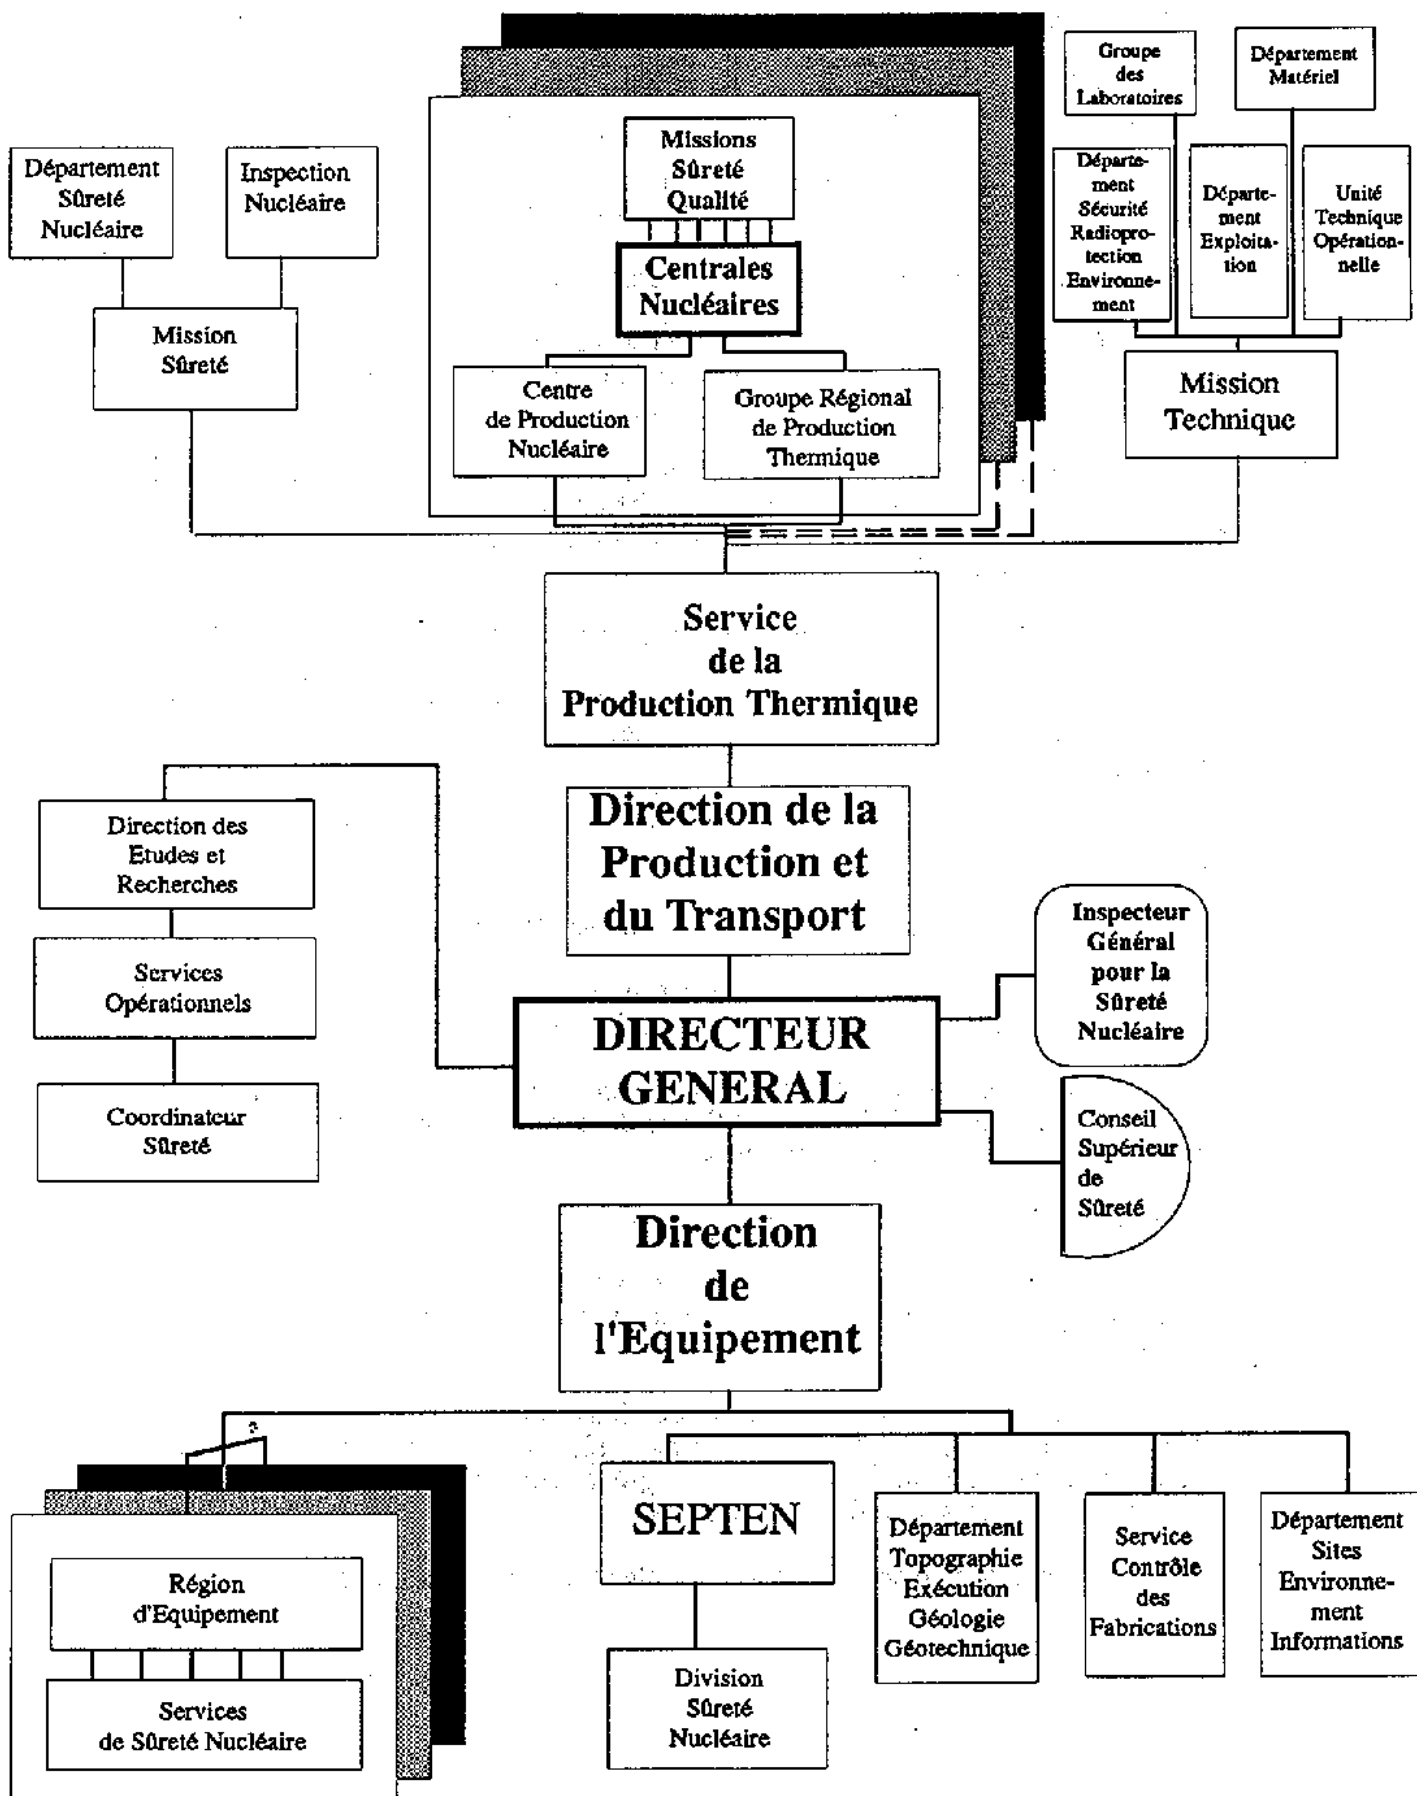 Groupe
des
Laboratoires
Département
Matériel
Missions
Sûreté
Qualité
Département
Sûreté
Nucléaire
Inspection
Nucléaire
Départe-
ment
Sécurité
Radiopro-
tection
Environne-
ment
Départe-
ment
Exploita-
tion
Unité
Technique
Opération-
nelle
Centrales
Nucléaires
Mission
Sûreté
Centre
de Production
Nucléaire
Groupe Régional
de Production
Thermique
Mission
Technique
Service
de la
Production Thermique
Direction des
Etudes et
Recherches
Direction de la
Production et
du Transport
Inspecteur
Général
pour la
Sûreté
Nucléaire
Services
Opérationnels
DIRECTEUR
GENERAL
Coordinateur
Sûreté
Conseil
Supérieur
de
Sûreté
Direction
de
l'Equipement
Région
d'Equipement
Services
de Sûreté Nucléaire
SEPTEN
Division
Sûreté
Nucléaire
Département
Topographie
Exécution
Géologie
Géotechnique
Service
Contrôle
des
Fabrications
Département
Sites
Environne-
ment
Informations